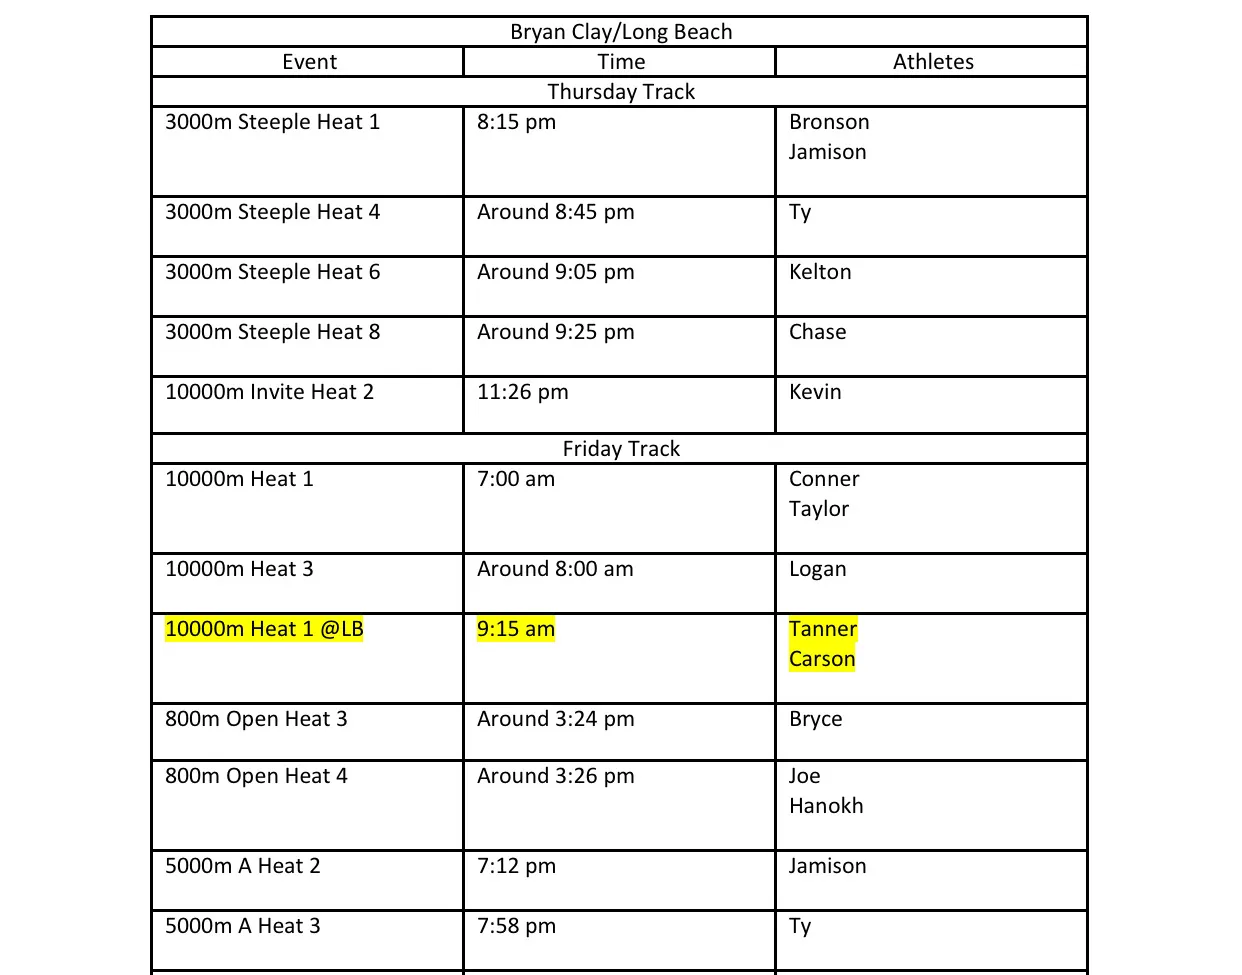 Bryan Clay/Long Beach
Event Time Athletes
Thursday Track
3000m Steeple Heat 1 8:15 pm Bronson
Jamison
3000m Steeple Heat 4 Around 8:45 pm Ty
3000m Steeple Heat 6 Around 9:05 pm Kelton
3000m Steeple Heat 8 Around 9:25 pm Chase
10000m Invite Heat 2 11:26 pm Kevin
Friday Track
10000m Heat 1 7:00 am Conner
Taylor
10000m Heat 3 Around 8:00 am Logan
10000m Heat 1 @LB 9:15 am Tanner
Carson
800m Open Heat 3 Around 3:24 pm Bryce
800m Open Heat 4 Around 3:26 pm Joe
Hanokh
5000m A Heat 2 7:12 pm Jamison
5000m A Heat 3 7:58 pm Ty